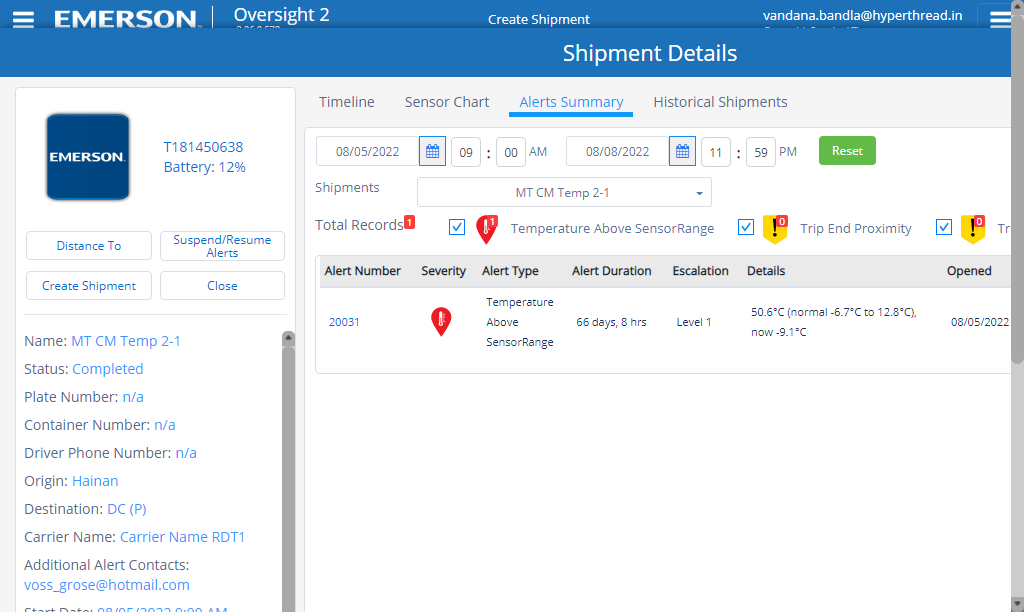 EMERSON
Oversight 2
Create Shipment
vandana.bandla@hyperthread.in
Shipment Details
EMERSON
T181450638
Battery: 12%
Distance To
Suspend/Resume
Alerts
Create Shipment
Close
Name: MT CM Temp 2-1
Status: Completed
Plate Number: n/a
Container Number: n/a
Driver Phone Number: n/a
Origin: Hainan
Destination: DC (P)
Carrier Name: Carrier Name RDT1
Additional Alert Contacts:
voss_grose@hotmail.com
Start Date: 08/05/2022 9:00 AM
Timeline Sensor Chart Alerts Summary Historical Shipments
08/05/2022 09 : 00 AM 08/08/2022 11 : 59 PM Reset
Shipments MT CM Temp 2-1
Total Records 1 1 Temperature Above SensorRange 0 Trip End Proximity 0 Tr
Alert Number Severity Alert Type Alert Duration Escalation Details Opened
20031 Temperature
Above
SensorRange 66 days, 8 hrs Level 1 50.6°C (normal -6.7°C to 12.8°C),
now -9.1°C 08/05/2022